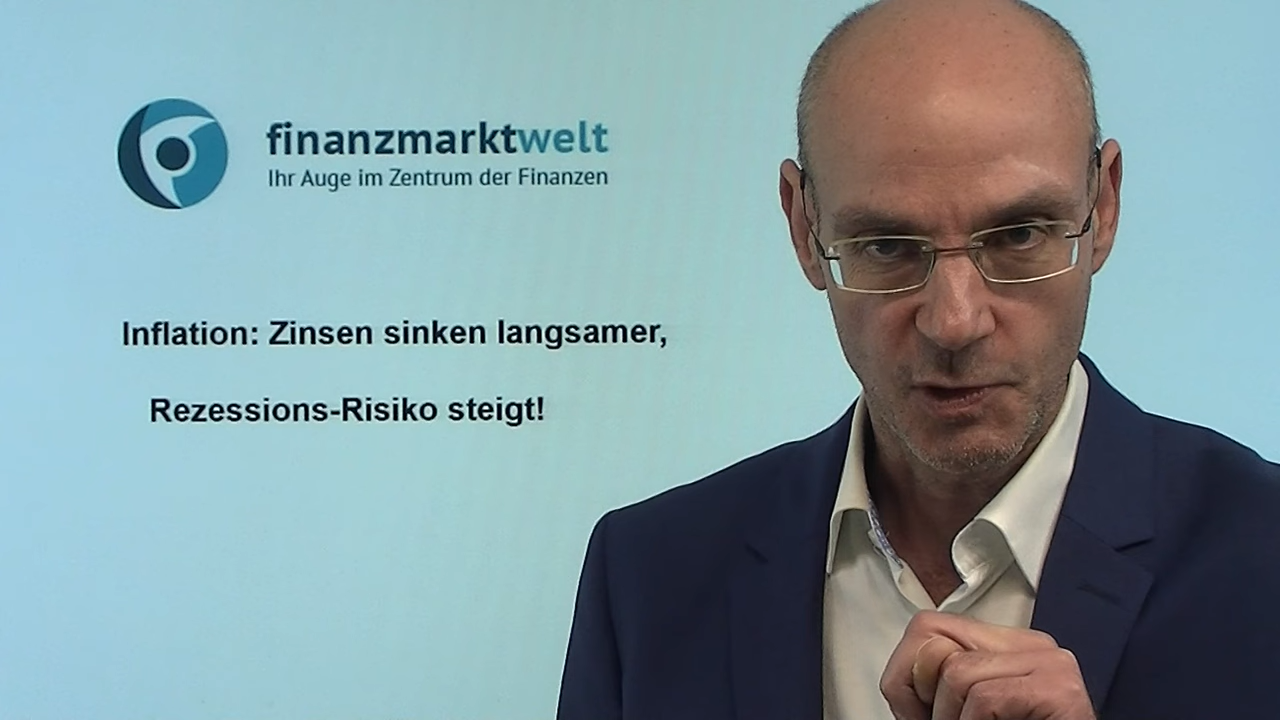 finanzmarktwelt
Ihr Auge im Zentrum der Finanzen
Inflation: Zinsen sinken langsamer,
Rezessions-Risiko steigt!